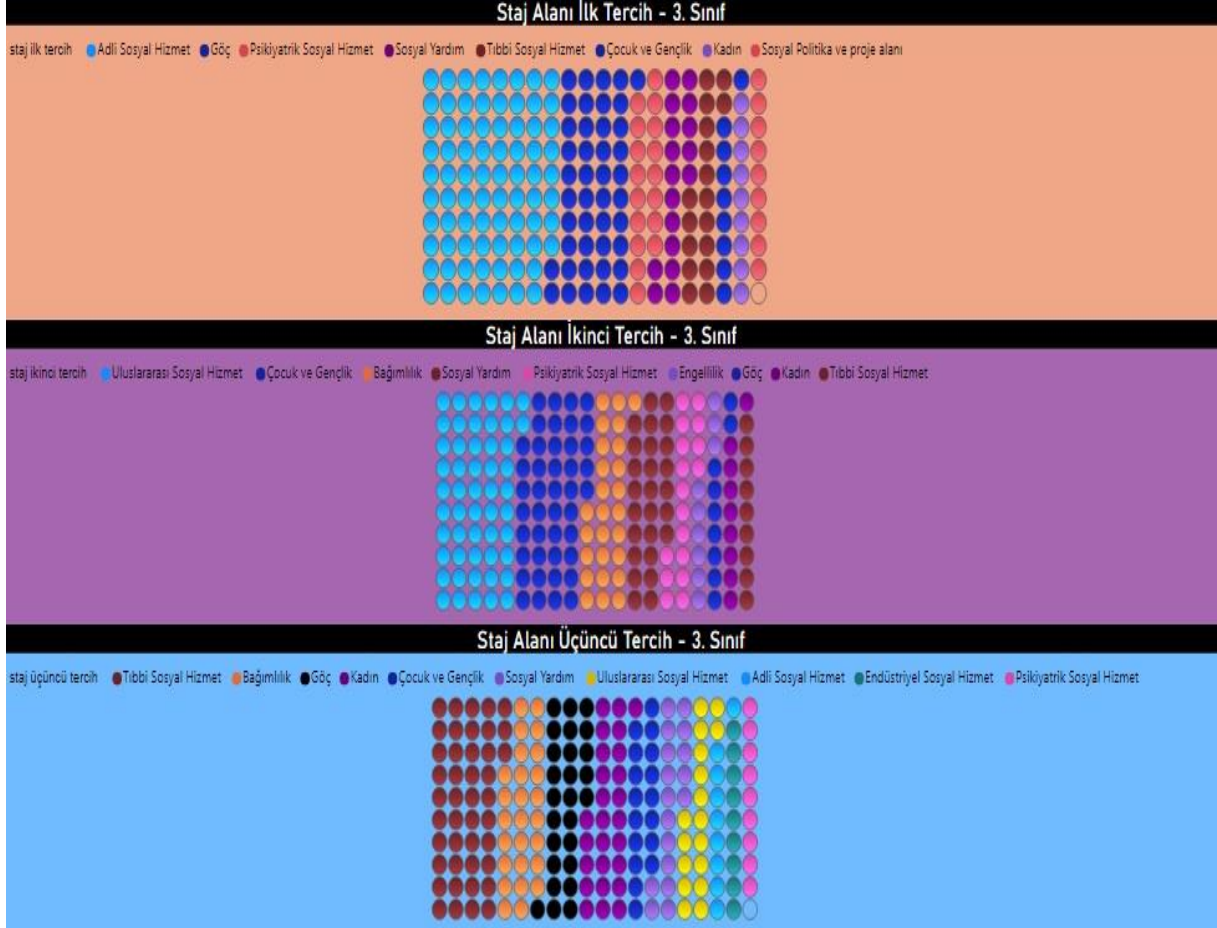 Staj Alanı İlk Tercih - 3. Sınıf
staj ilk tercih Adli Sosyal Hizmet Göç Psikiyatrik Sosyal Hizmet Sosyal Yardım Tıbbi Sosyal Hizmet Çocuk ve Gençlik Kadın Sosyal Politika ve proje alanı
Staj Alanı İkinci Tercih - 3. Sınıf
staj ikinci tercih Uluslararası Sosyal Hizmet Çocuk ve Gençlik Bağımlılık Sosyal Yardım Psikiyatrik Sosyal Hizmet Engellilik Göç Kadın Tıbbi Sosyal Hizmet
Staj Alanı Üçüncü Tercih - 3. Sınıf
staj üçüncü tercih Tıbbi Sosyal Hizmet Bağımlılık Göç Kadın Çocuk ve Gençlik Sosyal Yardım Uluslararası Sosyal Hizmet Adli Sosyal Hizmet Endüstriyel Sosyal Hizmet Psikiyatrik Sosyal Hizmet